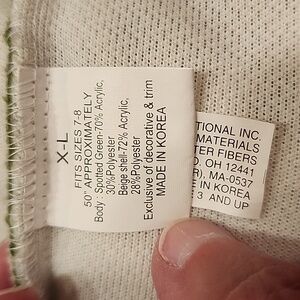 X-L
FITS SIZES 7-8
50" APPROXIMATELY
Body : Spotted Green-70% Acrylic,
30%Polyester
Beige shell-72% Acrylic,
28%Polyester
Exclusive of decorative & trim
MADE IN KOREA
TIONAL INC.
MATERIALS
TER FIBERS
O. OH 12441
R), MA-0537
IN KOREA
3 AND UP